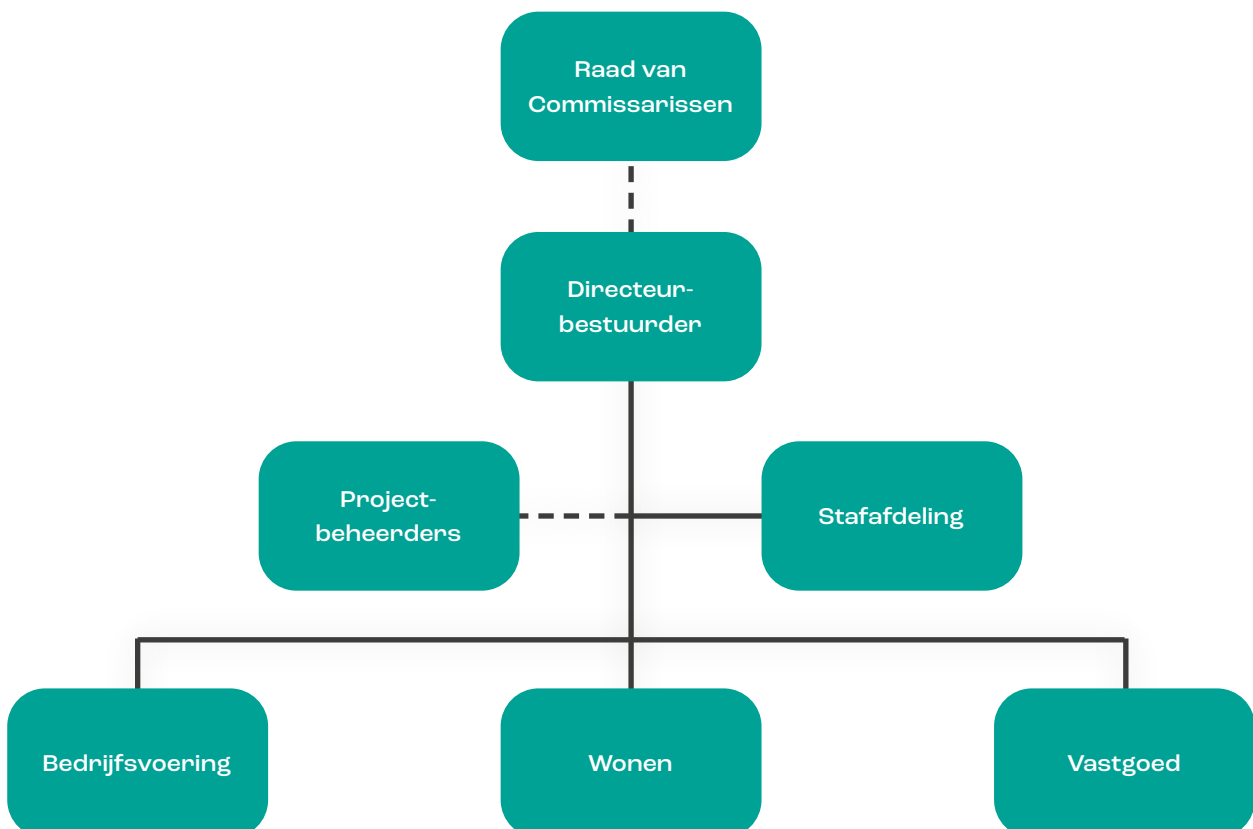 Raad van
Commissarissen
Directeur-
bestuurder
Project-
beheerders
Stafafdeling
Bedrijfsvoering
Wonen
Vastgoed